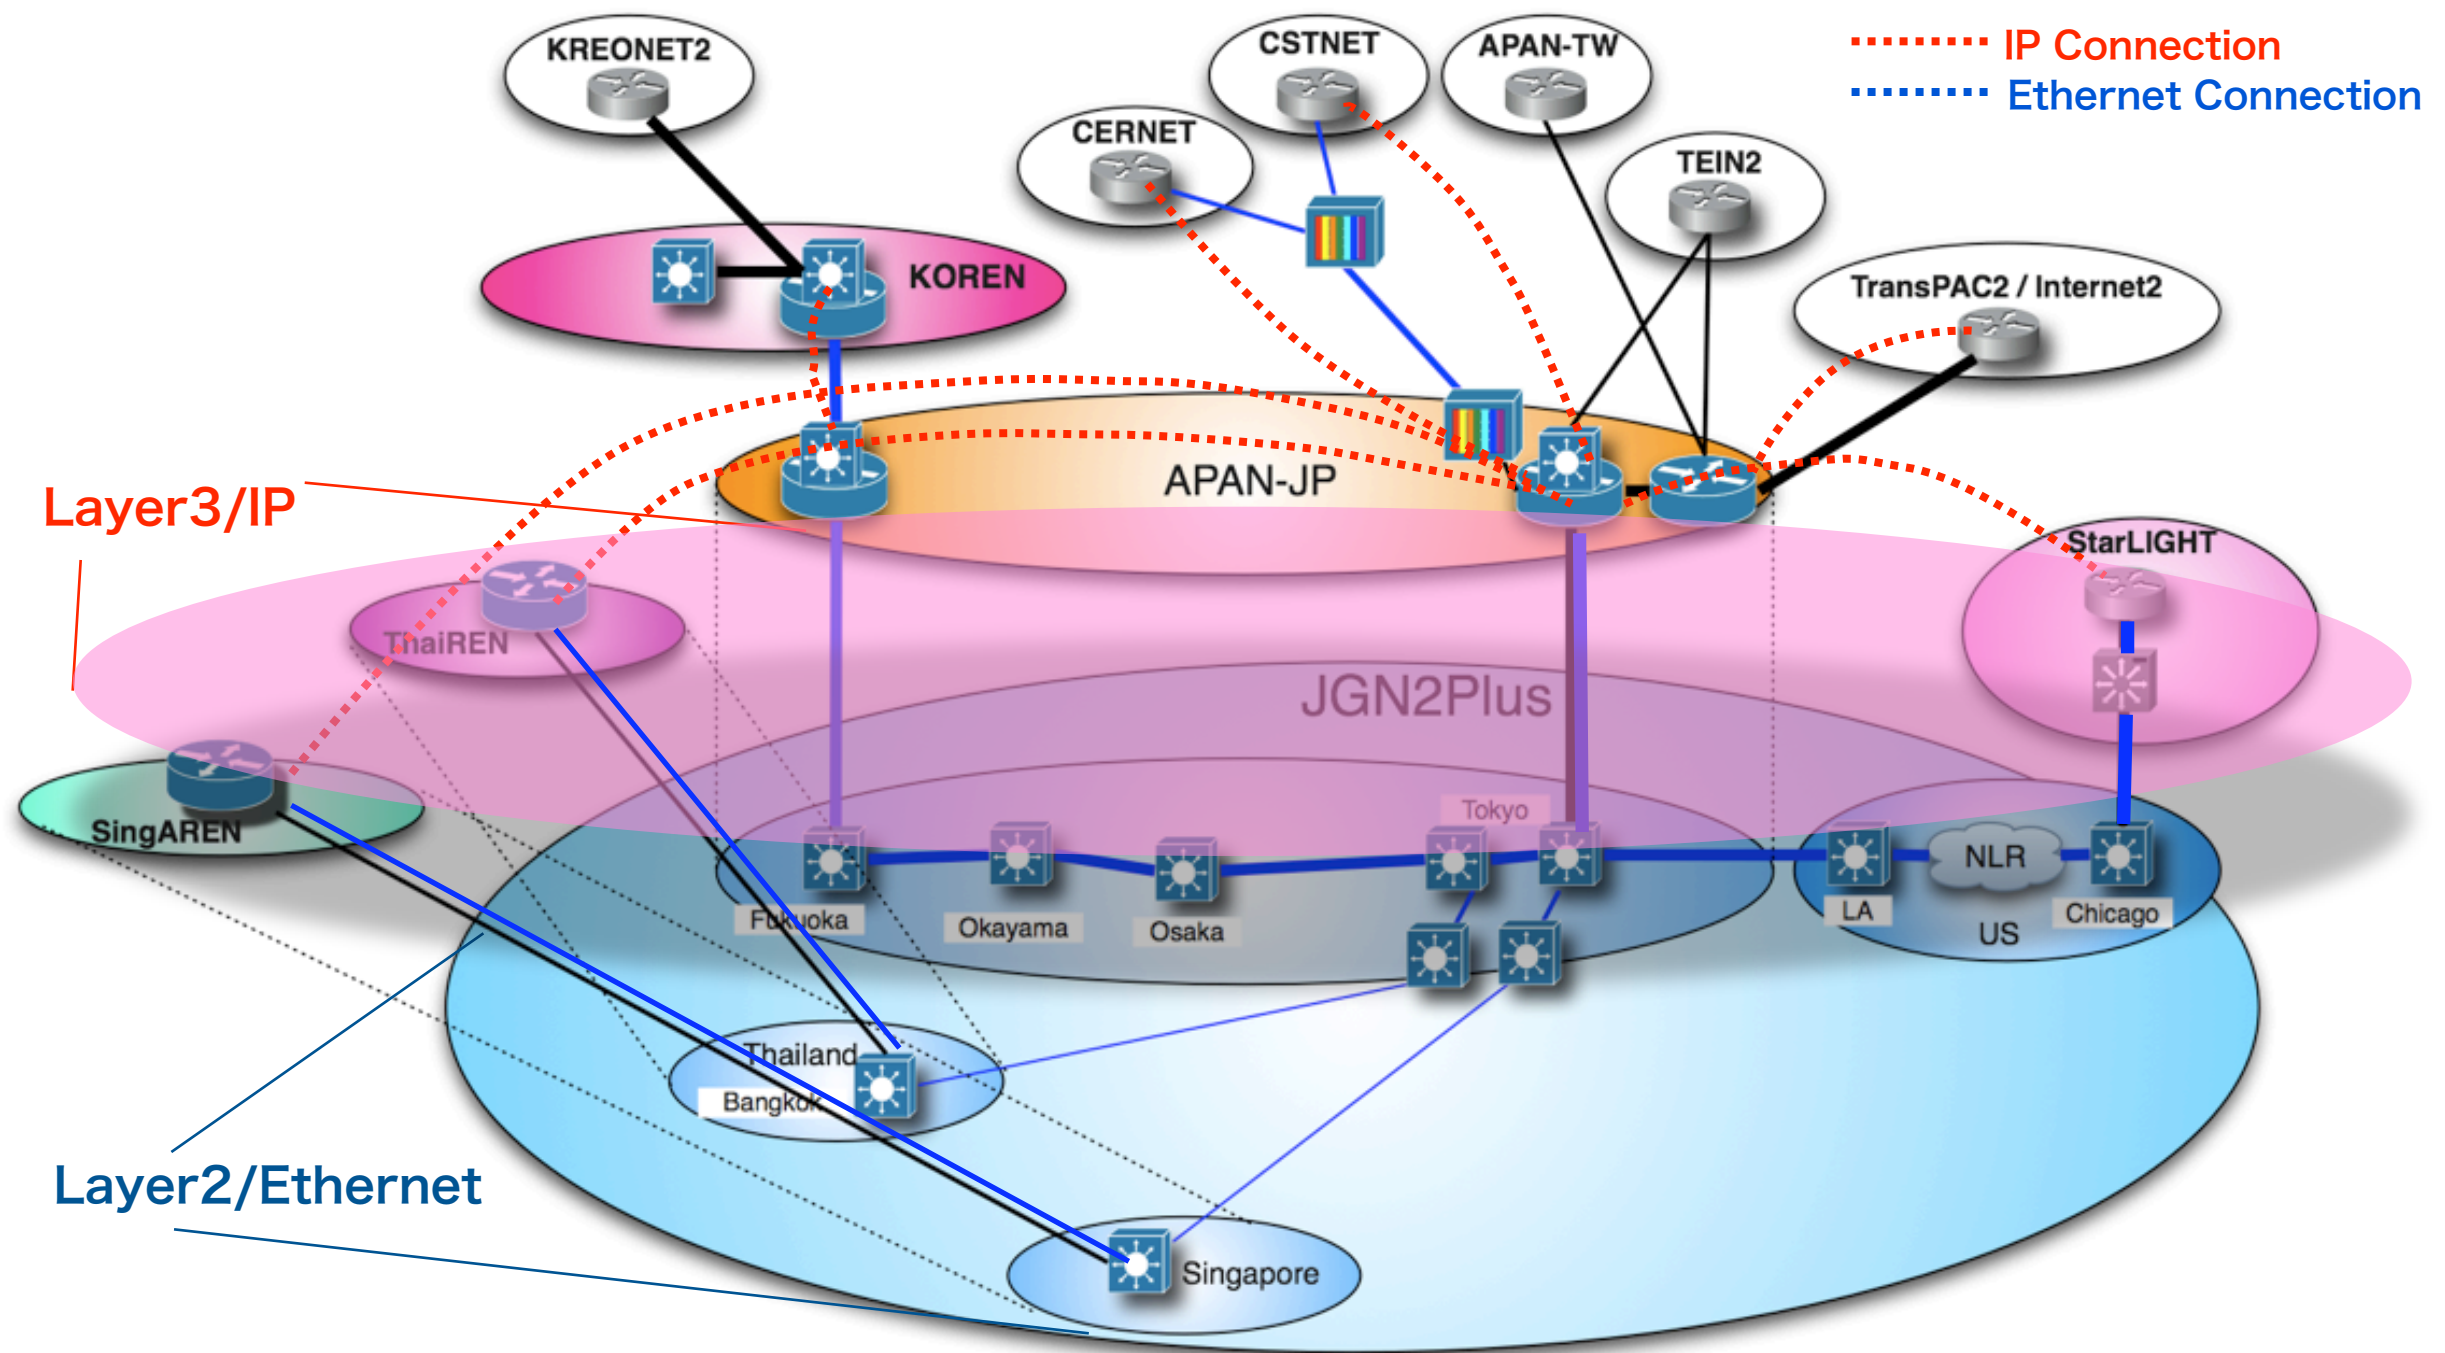 KREONET2
CSTNET
APAN-TW
IP Connection
Ethernet Connection
CERNET
TEIN2
KOREN
TransPAC2 / Internet2
APAN-JP
Layer3/IP
StarLIGHT
ThaiREN
JGN2Plus
SingAREN
Tokyo
NLR
Fukuoka
Okayama
Osaka
LA
US
Chicago
Thailand
Bangkok
Layer2/Ethernet
Singapore